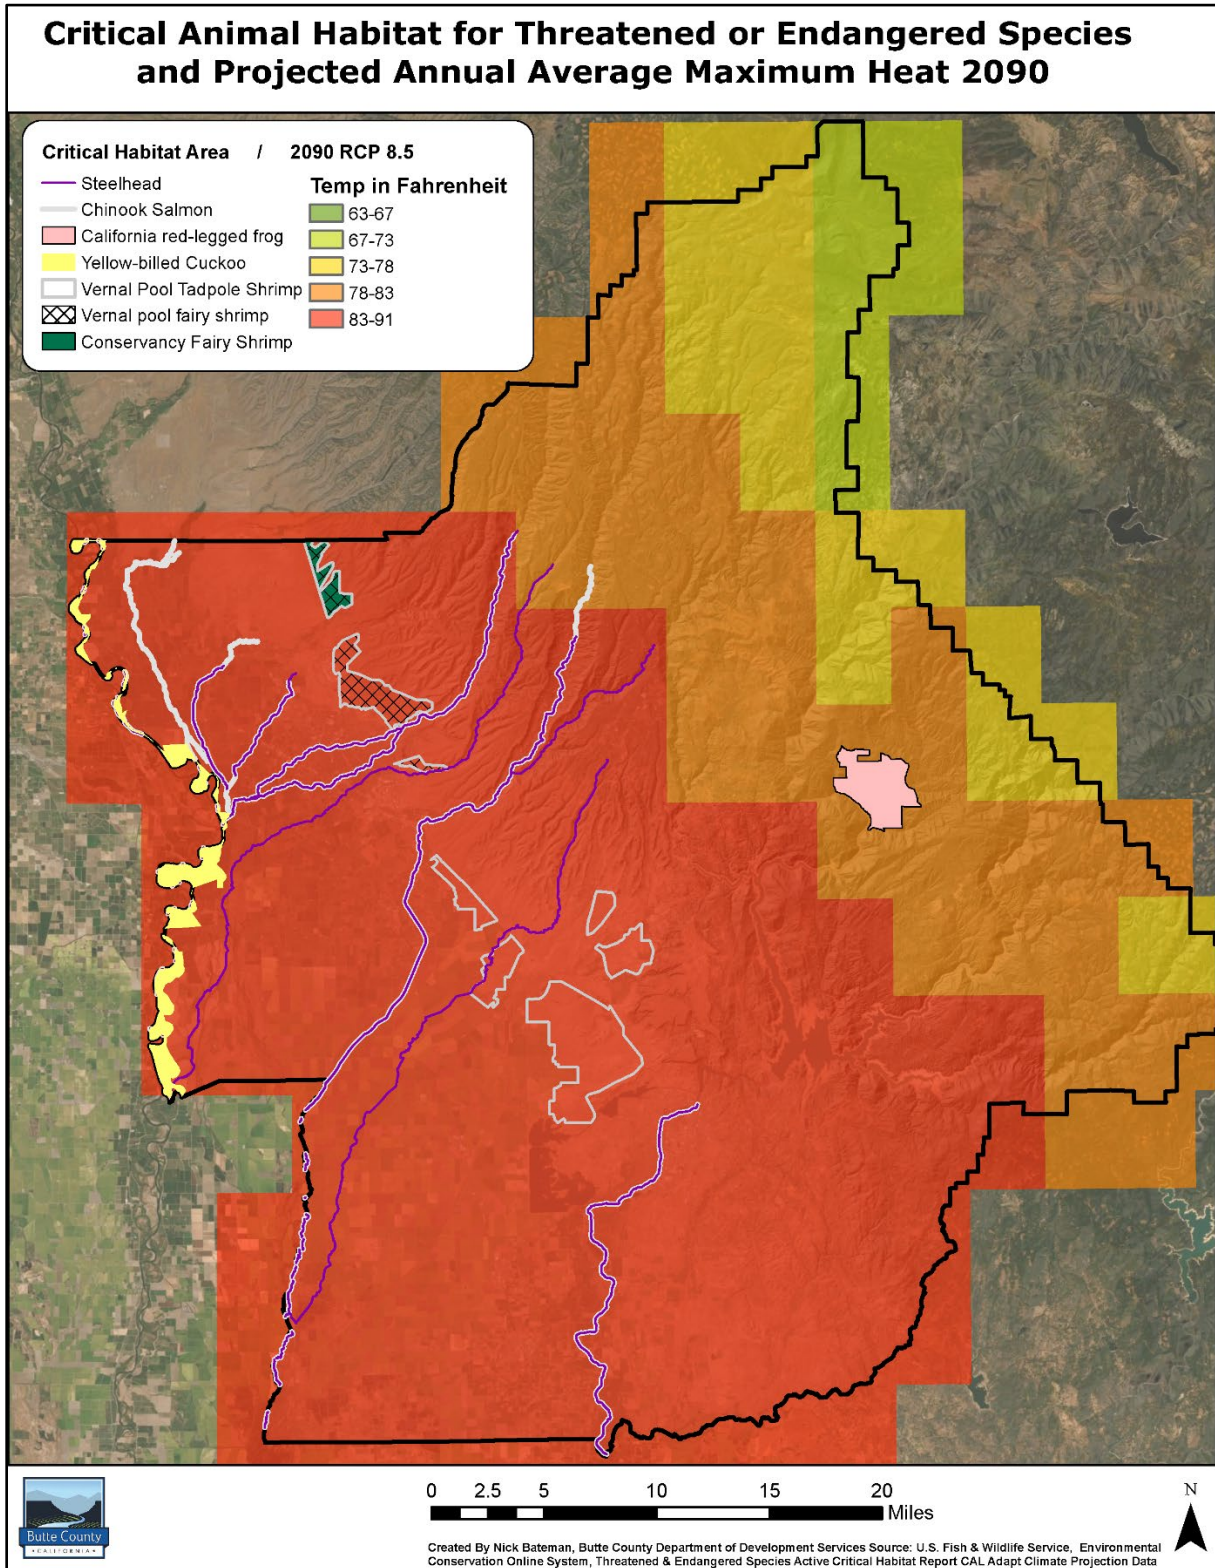 Critical Animal Habitat for Threatened or Endangered Species
and Projected Annual Average Maximum Heat 2090
Critical Habitat Area / 2090 RCP 8.5
Steelhead
Chinook Salmon
California red-legged frog
Yellow-billed Cuckoo
Vernal Pool Tadpole Shrimp
Vernal pool fairy shrimp
Conservancy Fairy Shrimp
Temp in Fahrenheit
63-67
67-73
73-78
78-83
83-91
Butte County
CALIFORNIA
0 2.5 5 10 15 20
Miles
N
Created By Nick Bateman, Butte County Department of Development Services Source: U.S. Fish & Wildlife Service, Environmental
Conservation Online System, Threatened & Endangered Species Active Critical Habitat Report CAL Adapt Climate Projection Data